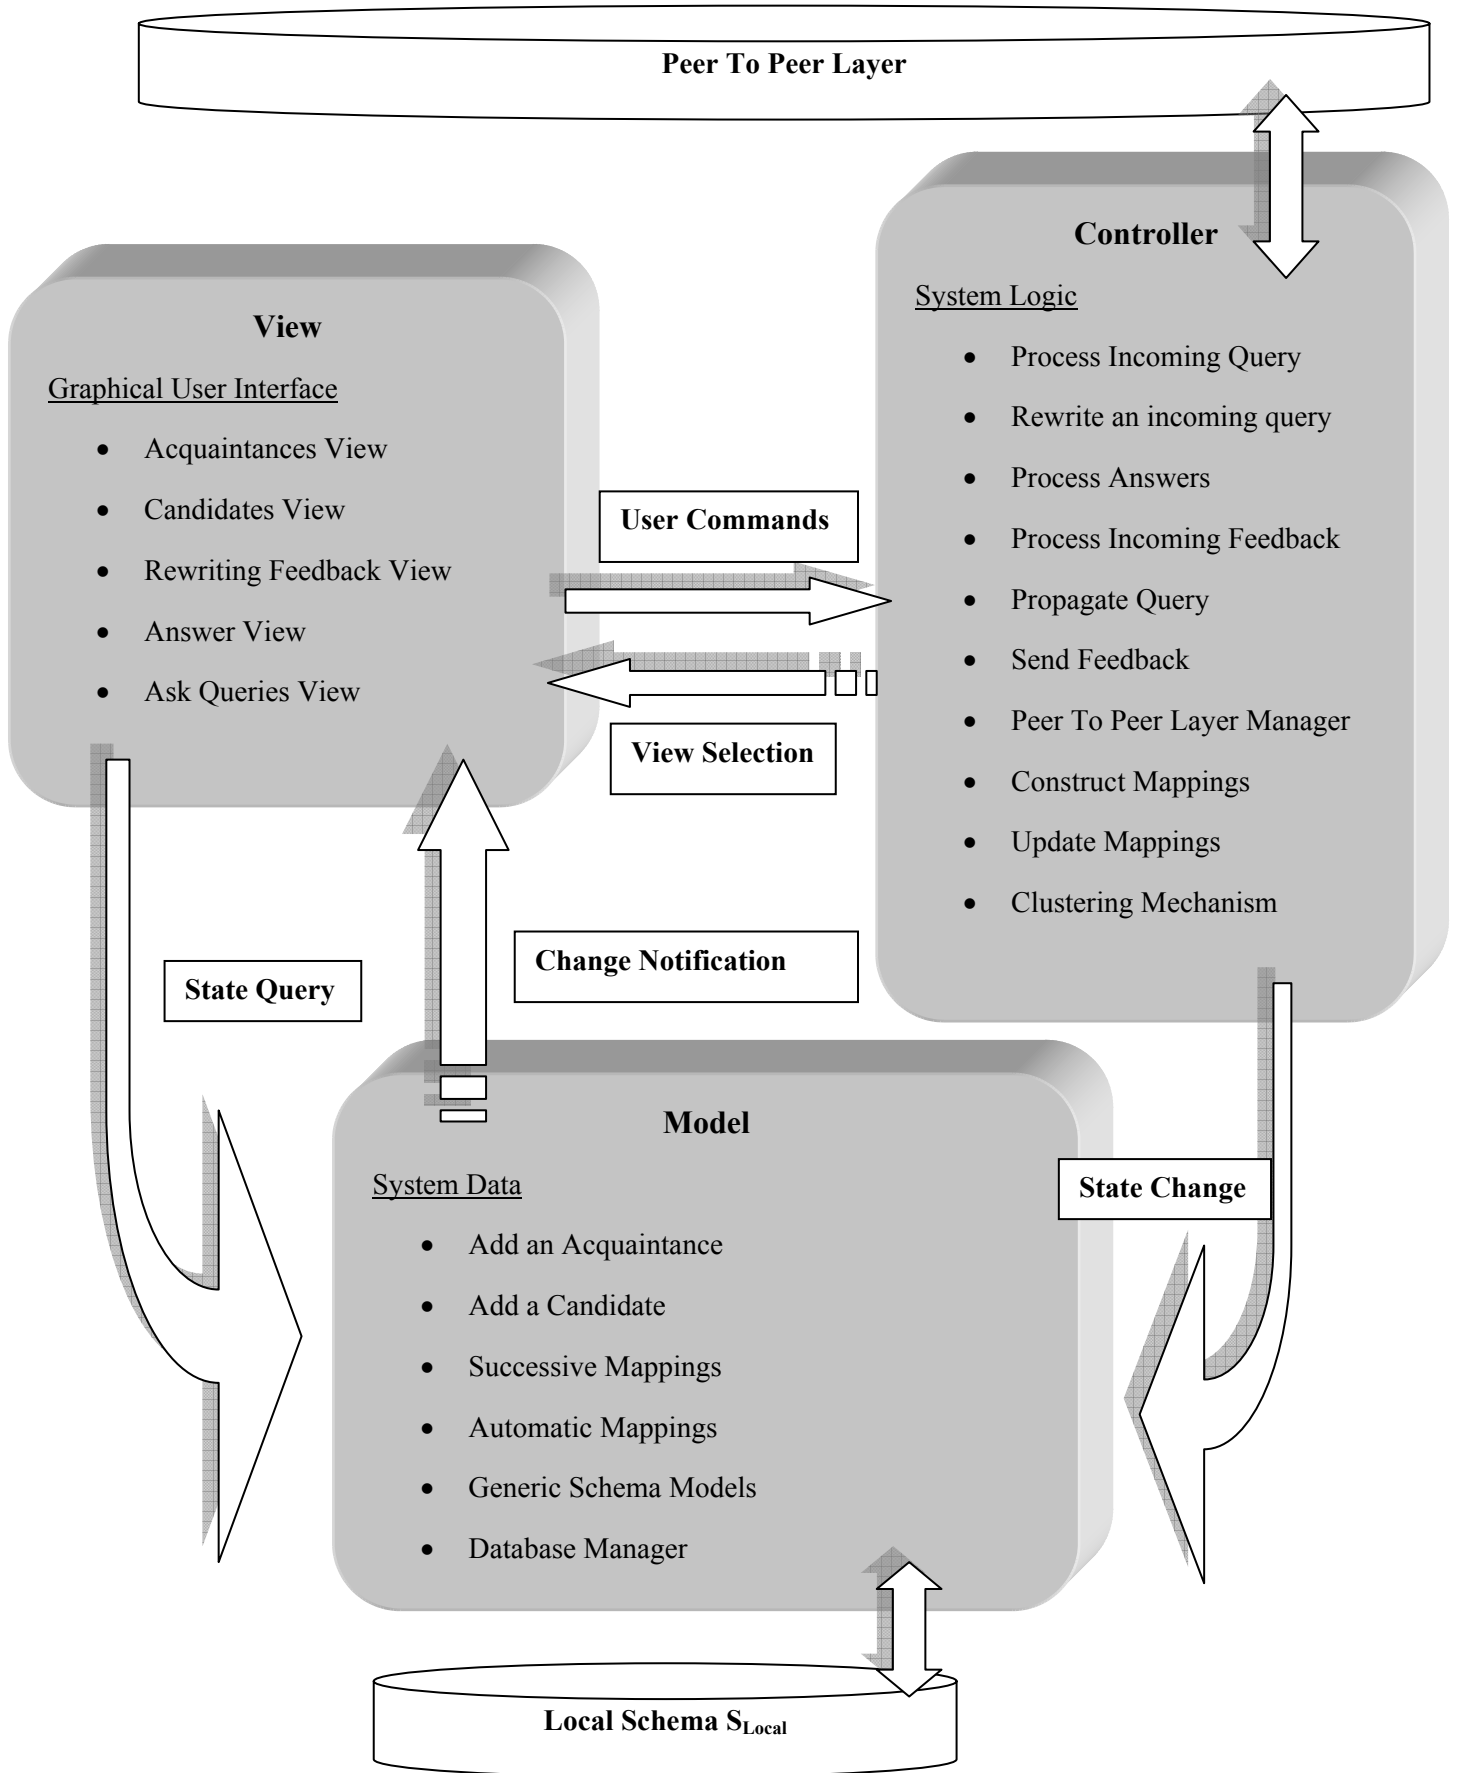 Peer To Peer Layer
Controller
System Logic
• Process Incoming Query
• Rewrite an incoming query
• Process Answers
• Process Incoming Feedback
• Propagate Query
• Send Feedback
• Peer To Peer Layer Manager
• Construct Mappings
• Update Mappings
• Clustering Mechanism
View
Graphical User Interface
• Acquaintances View
• Candidates View
• Rewriting Feedback View
• Answer View
• Ask Queries View
User Commands
View Selection
Change Notification
State Query
Model
System Data
• Add an Acquaintance
• Add a Candidate
• Successive Mappings
• Automatic Mappings
• Generic Schema Models
• Database Manager
State Change
Local Schema SLocal